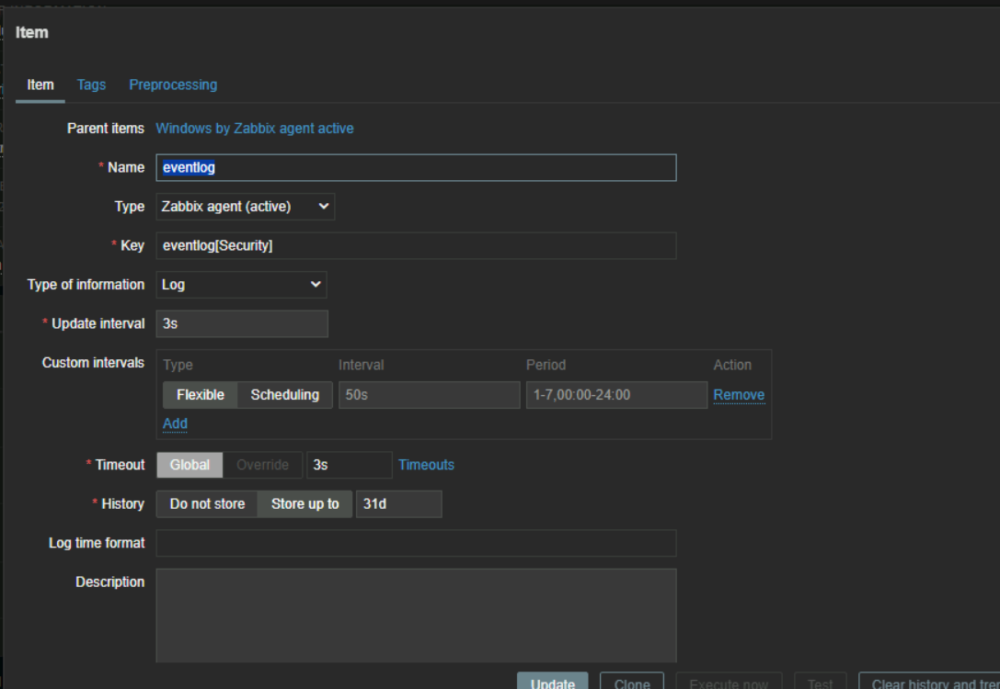 Item
Item Tags Preprocessing
Parent items Windows by Zabbix agent active
* Name eventlog
Type Zabbix agent (active)
* Key eventlog[Security]
Type of information Log
* Update interval 3s
Custom intervals Type Interval Period Action
Flexible Scheduling 50s 1-7,00:00-24:00 Remove
Add
* Timeout Global Override 3s Timeouts
* History Do not store Store up to 31d
Log time format
Description
Update Clone Execute now Test Clear history and